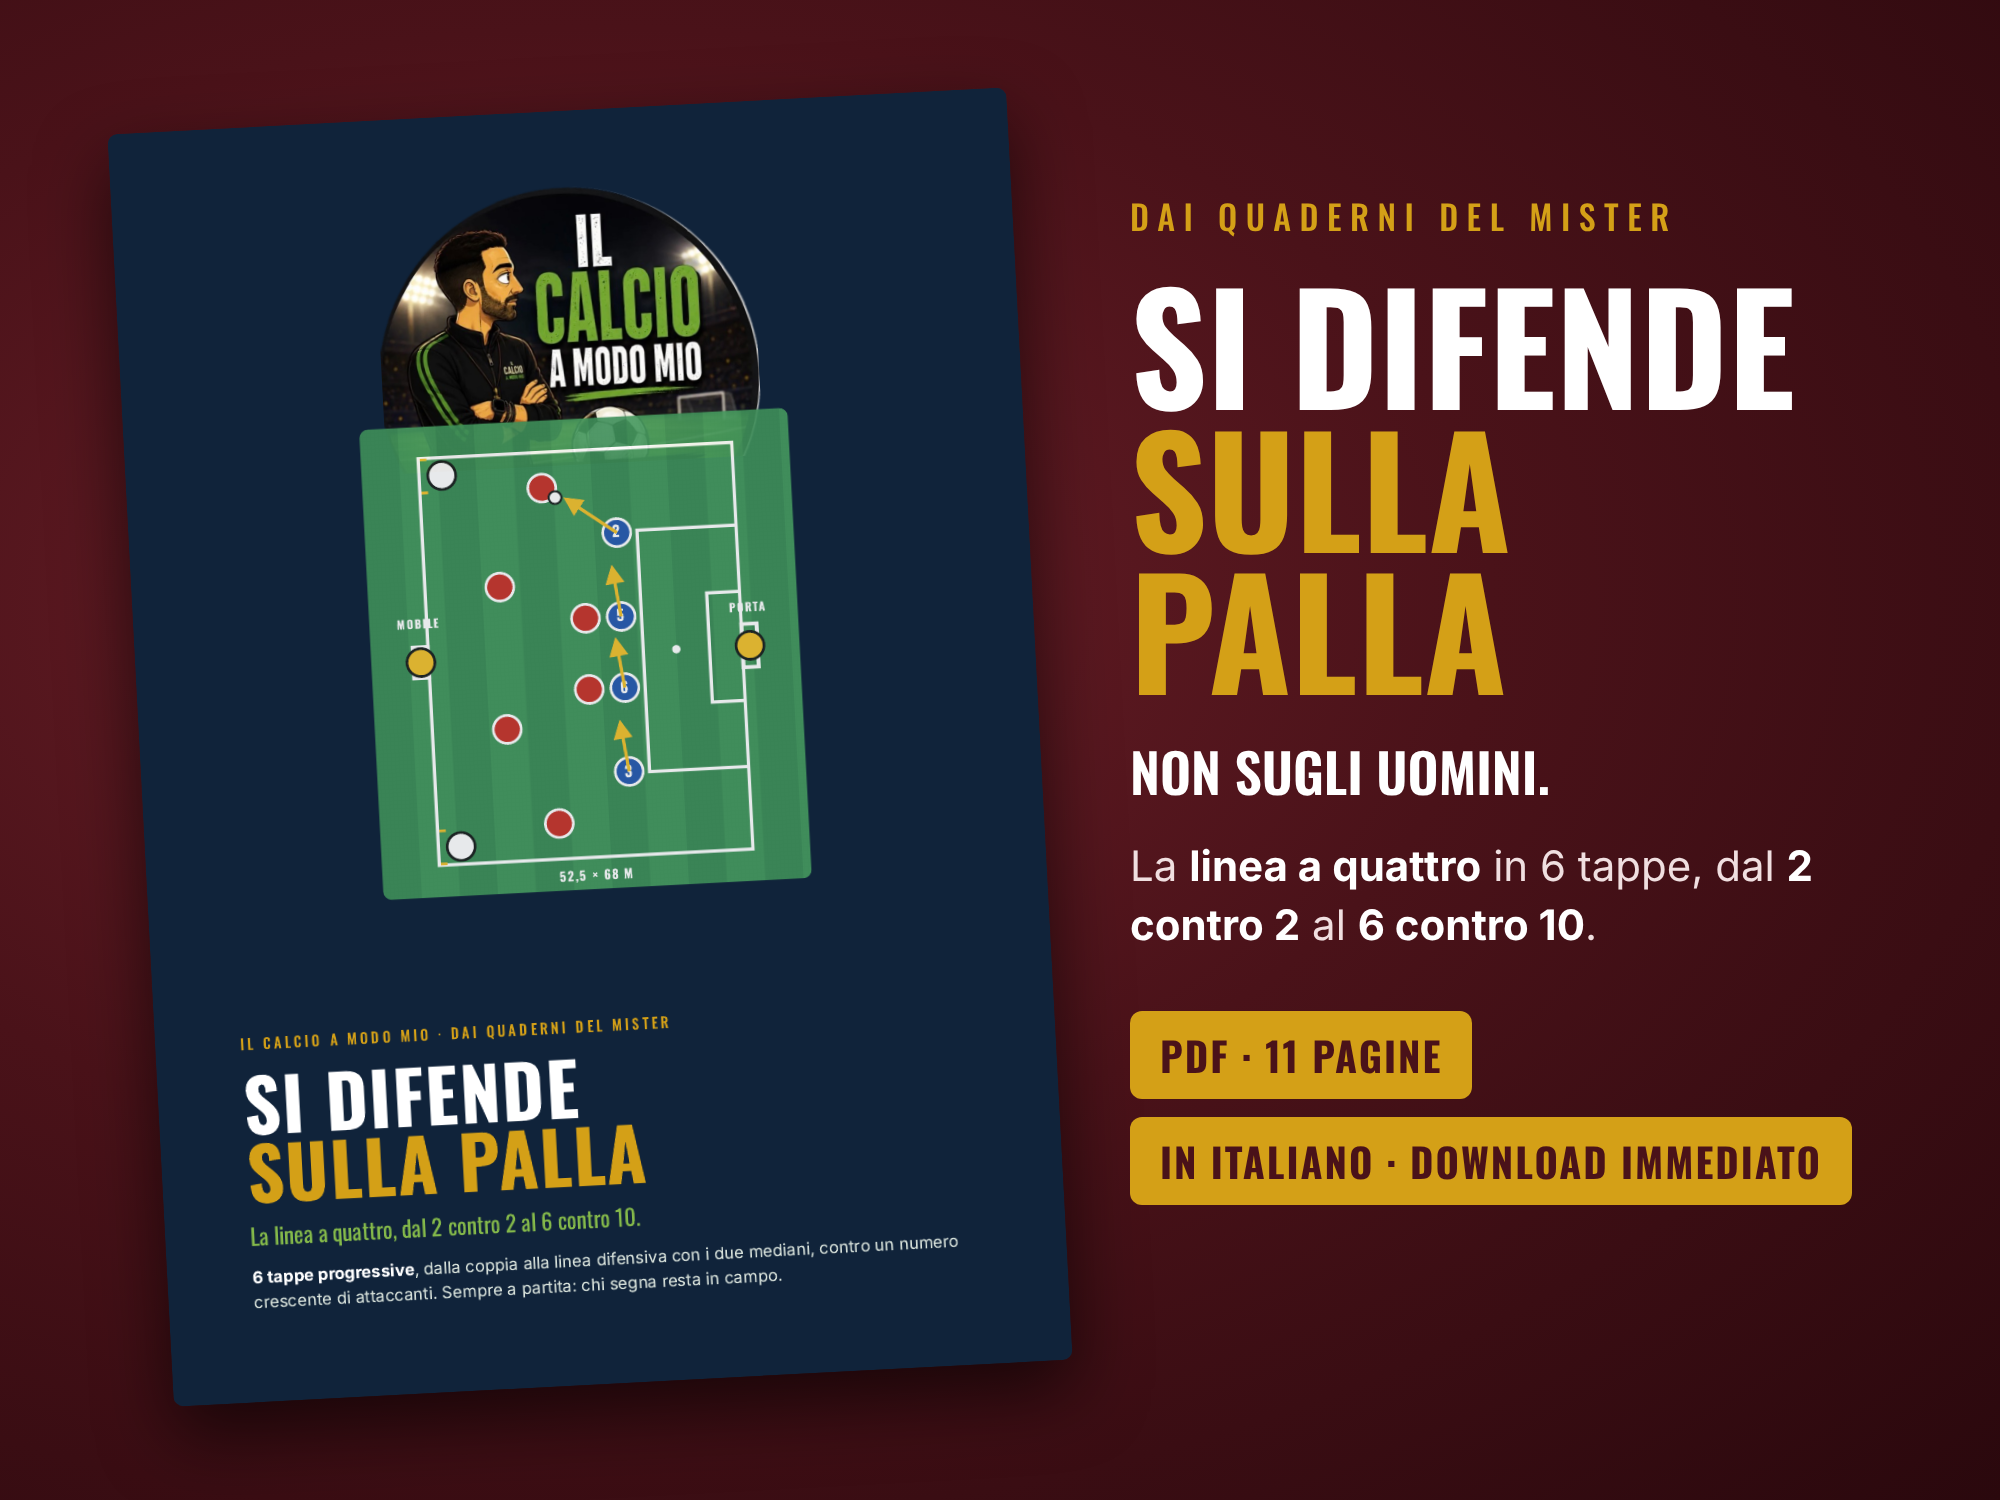 IL
CALCIO
A MODO MIO
CALCIO
2
5
6
3
MOBILE
PORTA
52,5 × 68 M
IL CALCIO A MODO MIO · DAI QUADERNI DEL MISTER
SI DIFENDE
SULLA PALLA
La linea a quattro, dal 2 contro 2 al 6 contro 10.
6 tappe progressive, dalla coppia alla linea difensiva con i due mediani, contro un numero
crescente di attaccanti. Sempre a partita: chi segna resta in campo.
DAI QUADERNI DEL MISTER
SI DIFENDE
SULLA
PALLA
NON SUGLI UOMINI.
La linea a quattro in 6 tappe, dal 2
contro 2 al 6 contro 10.
PDF · 11 PAGINE
IN ITALIANO · DOWNLOAD IMMEDIATO